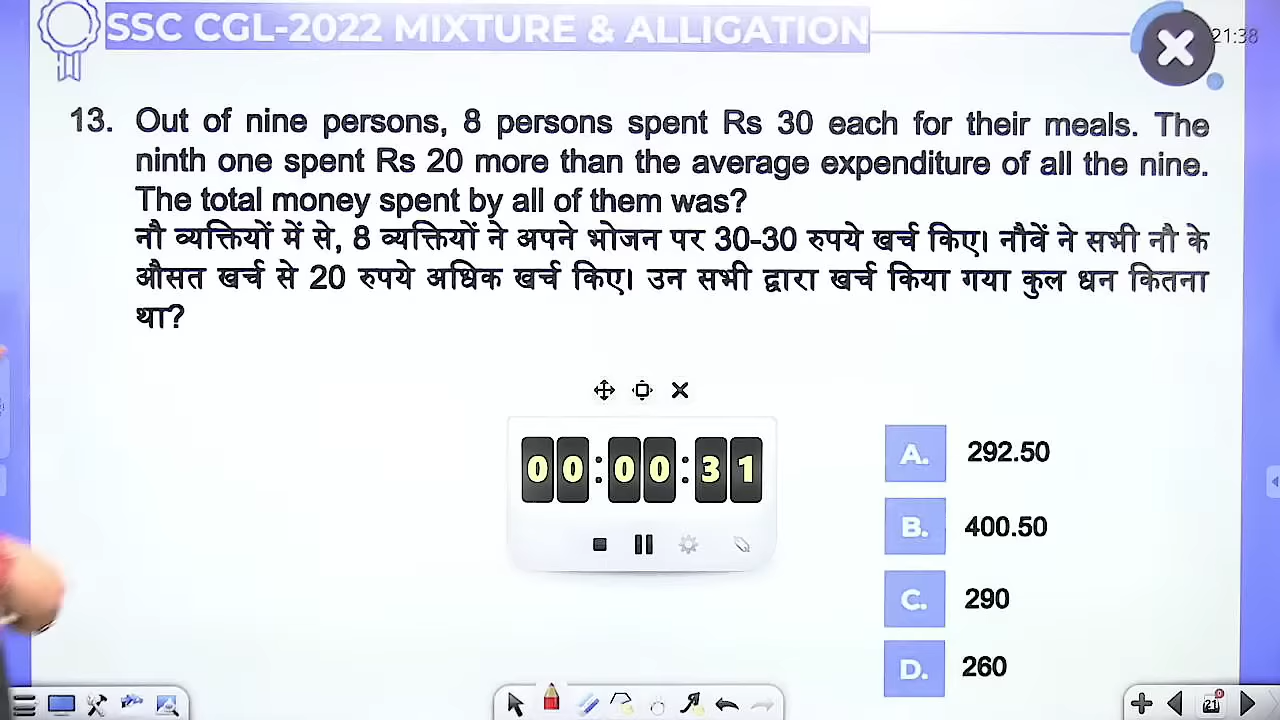 SSC CGL-2022 MIXTURE & ALLIGATION
21:38
13. Out of nine persons, 8 persons spent Rs 30 each for their meals. The
ninth one spent Rs 20 more than the average expenditure of all the nine.
The total money spent by all of them was?
नौ व्यक्तियों में से, 8 व्यक्तियों ने अपने भोजन पर 30-30 रुपये खर्च किए। नौवें ने सभी नौ के
औसत खर्च से 20 रुपये अधिक खर्च किए। उन सभी द्वारा खर्च किया गया कुल धन कितना
था?
00:00:31
A. 292.50
B. 400.50
C. 290
D. 260
21